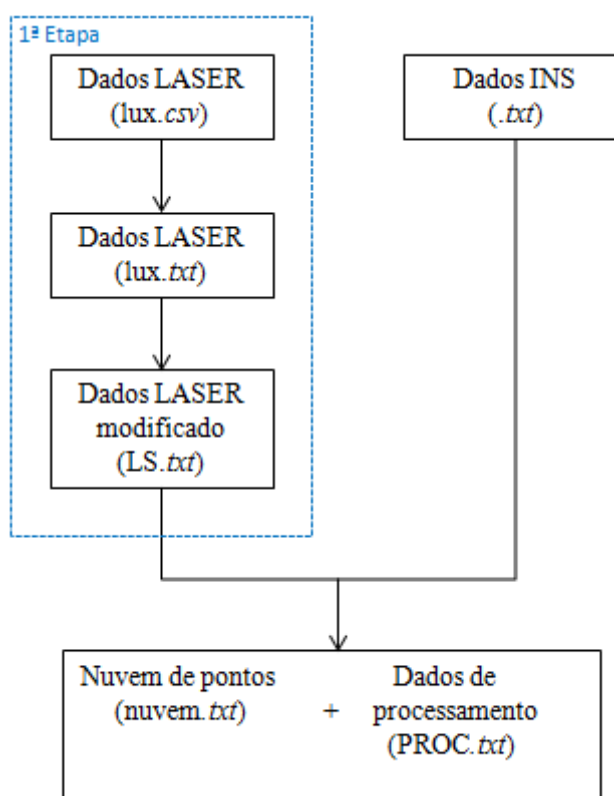 1ª Etapa
Dados LASER
(lux.csv)
Dados INS
(.txt)
Dados LASER
(lux.txt)
Dados LASER
modificado
(LS.txt)
Nuvem de pontos
(nuvem.txt)
+
Dados de
processamento
(PROC.txt)